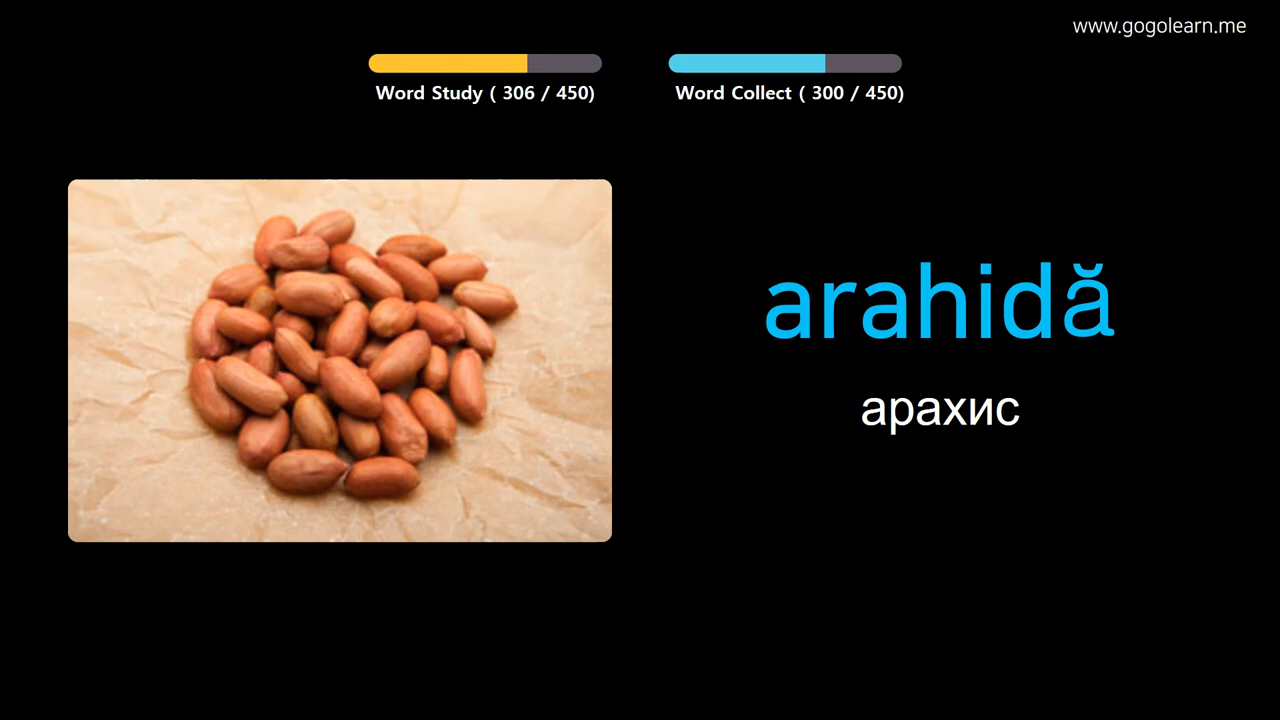 www.gogolearn.me
Word Study ( 306 / 450)
Word Collect ( 300 / 450)
arahidă
арахис